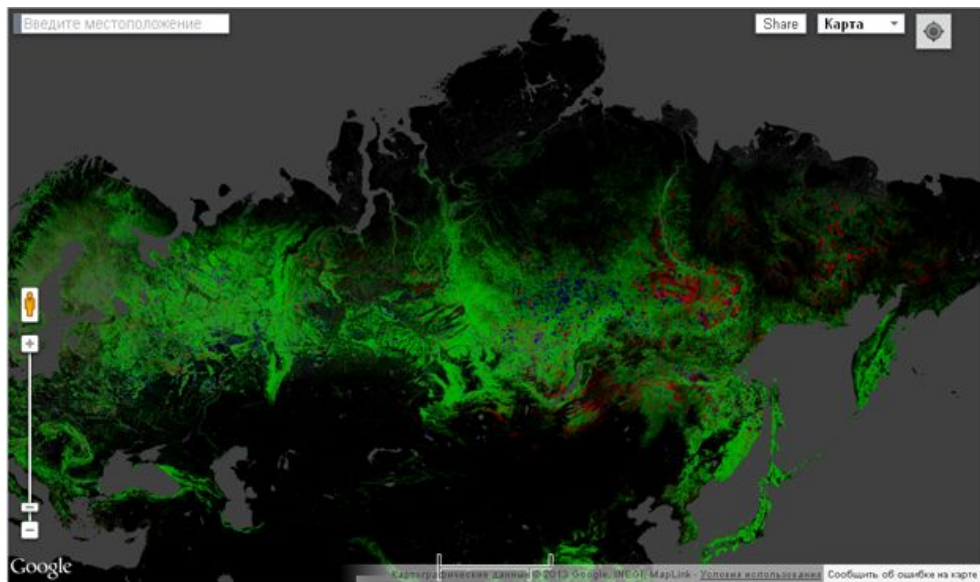 Введите местоположение
Share
Карта
+
−
Google
Картографические данные © 2013 Google, INEGI, MapLink - Условия использования
Сообщить об ошибке на карте